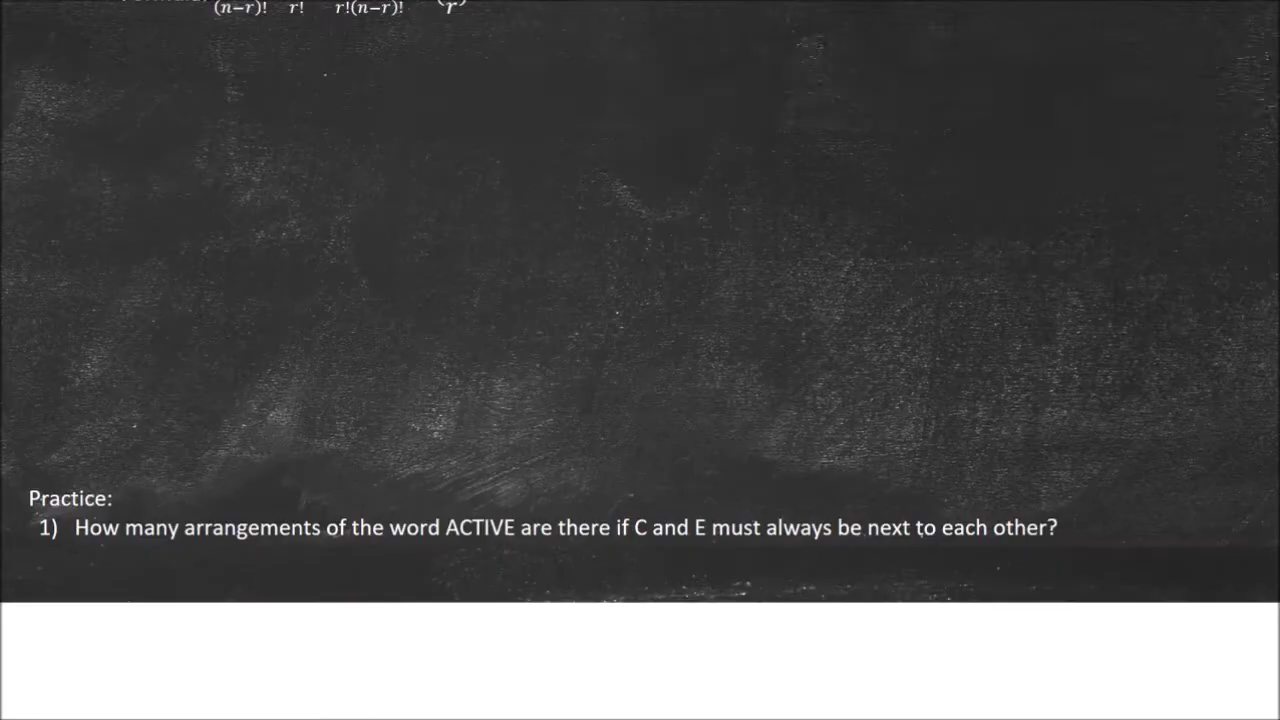 (n−r)! r! r!(n−r)! r
Practice:
1) How many arrangements of the word ACTIVE are there if C and E must always be next to each other?